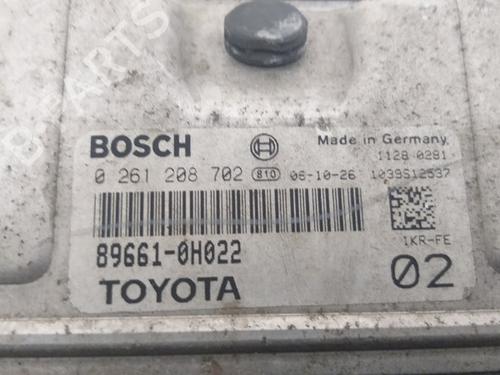 B-PARTS
BOSCH
Made in Germany
1128 0281
0 261 208 702 810 06-10-26 1039S12537
89661-0H022
1KR-FE
TOYOTA
02